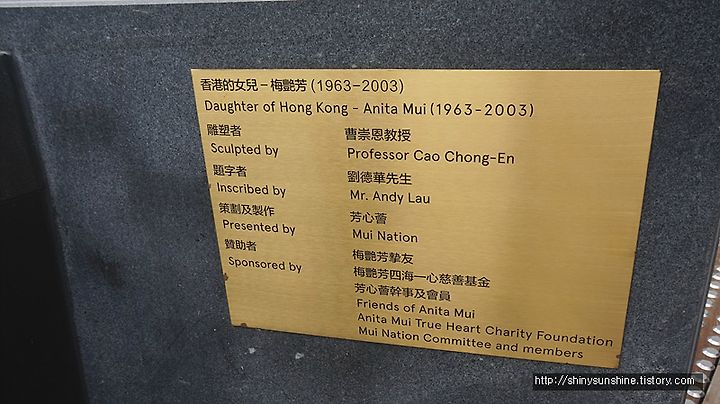 香港的女兒－梅艷芳 (1963-2003)
Daughter of Hong Kong - Anita Mui (1963-2003)
雕塑者 曹崇恩教授
Sculpted by Professor Cao Chong-En
題字者 劉德華先生
Inscribed by Mr. Andy Lau
策劃及製作 芳心薈
Presented by Mui Nation
贊助者 梅艷芳摯友
Sponsored by 梅艷芳四海一心慈善基金
芳心薈幹事及會員
Friends of Anita Mui
Anita Mui True Heart Charity Foundation
Mui Nation Committee and members
http://shinysunshine.tistory.com